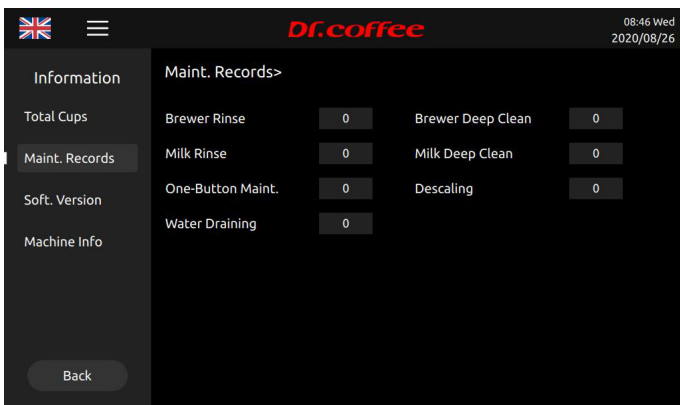 Dr.coffee
08:46 Wed
2020/08/26
Information
Total Cups
Maint. Records
Soft. Version
Machine Info
Back
Maint. Records>
Brewer Rinse 0 Brewer Deep Clean 0
Milk Rinse 0 Milk Deep Clean 0
One-Button Maint. 0 Descaling 0
Water Draining 0